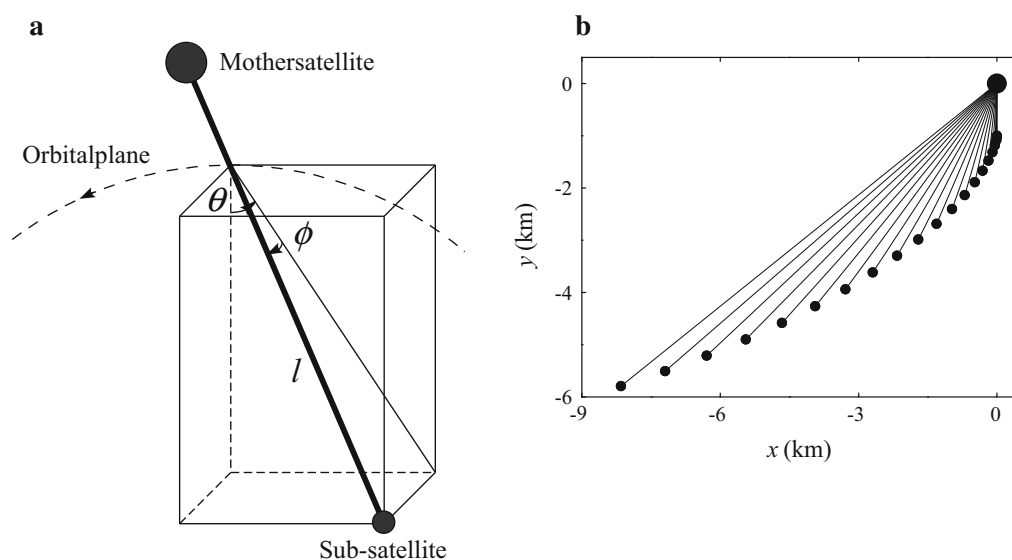 a
Mothersatellite
Orbitalplane
θ
ϕ
l
Sub-satellite
b
0
-2
-4
-6
y (km)
-9
-6
-3
0
x (km)